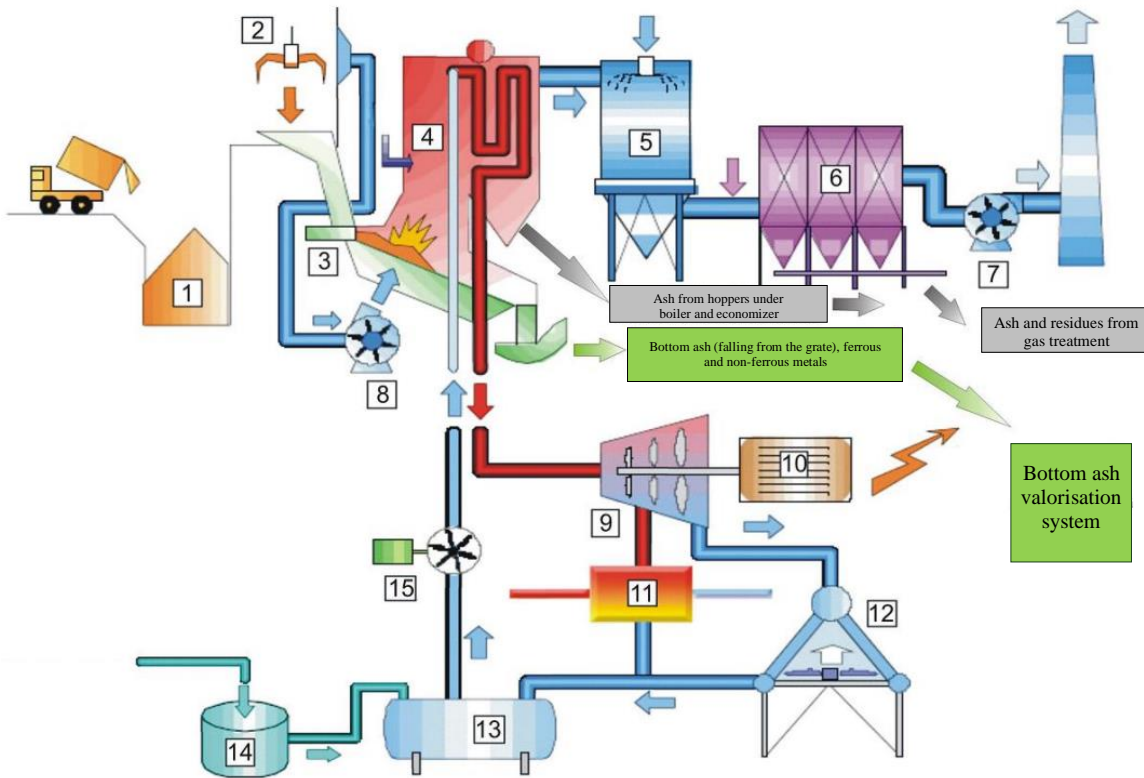 2
4
5
6
3
7
1
Ash from hoppers under
boiler and economizer
Ash and residues from
gas treatment
Bottom ash (falling from the grate), ferrous
and non-ferrous metals
8
10
Bottom ash
valorisation
system
9
15
11
12
13
14